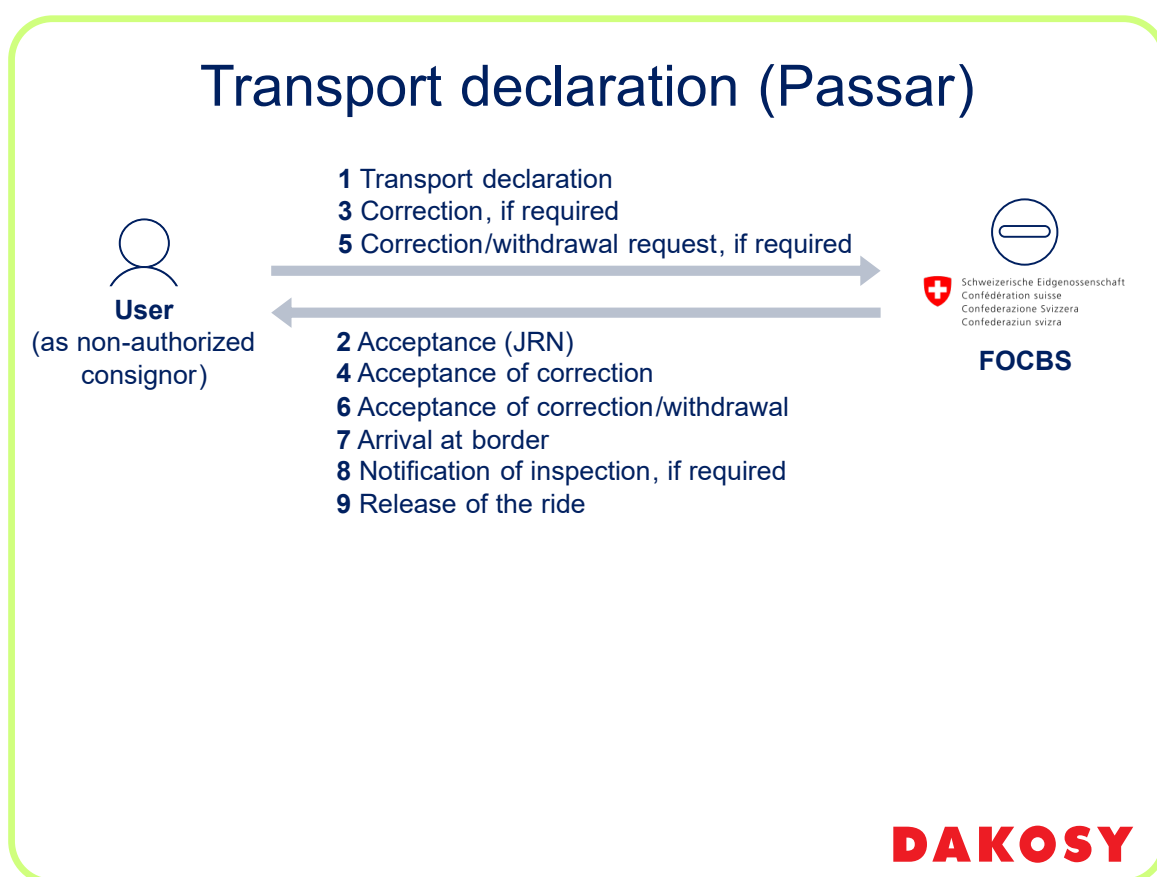 Transport declaration (Passar)
1 Transport declaration
3 Correction, if required
5 Correction/withdrawal request, if required
User
(as non-authorized
consignor)
Schweizerische Eidgenossenschaft
Confédération suisse
Confederazione Svizzera
Confederaziun svizra
FOCBS
2 Acceptance (JRN)
4 Acceptance of correction
6 Acceptance of correction/withdrawal
7 Arrival at border
8 Notification of inspection, if required
9 Release of the ride
DAKOSY